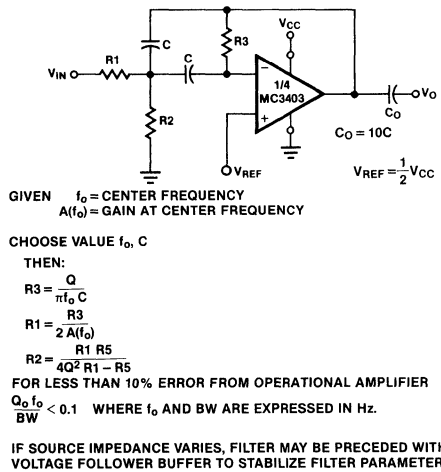 VCC
R3
C
R1
C
VIN
1/4
MC3403
VO
CO
R2
CO = 10C
VREF
VREF = 1/2 VCC
GIVEN fo = CENTER FREQUENCY
A(fo) = GAIN AT CENTER FREQUENCY
CHOOSE VALUE fo, C
THEN:
R3 = Q / πfo C
R1 = R3 / 2 A(fo)
R2 = R1 R5 / 4Q² R1 – R5
FOR LESS THAN 10% ERROR FROM OPERATIONAL AMPLIFIER
Qo fo / BW < 0.1 WHERE fo AND BW ARE EXPRESSED IN Hz.
IF SOURCE IMPEDANCE VARIES, FILTER MAY BE PRECEDED WITH
VOLTAGE FOLLOWER BUFFER TO STABILIZE FILTER PARAMETER